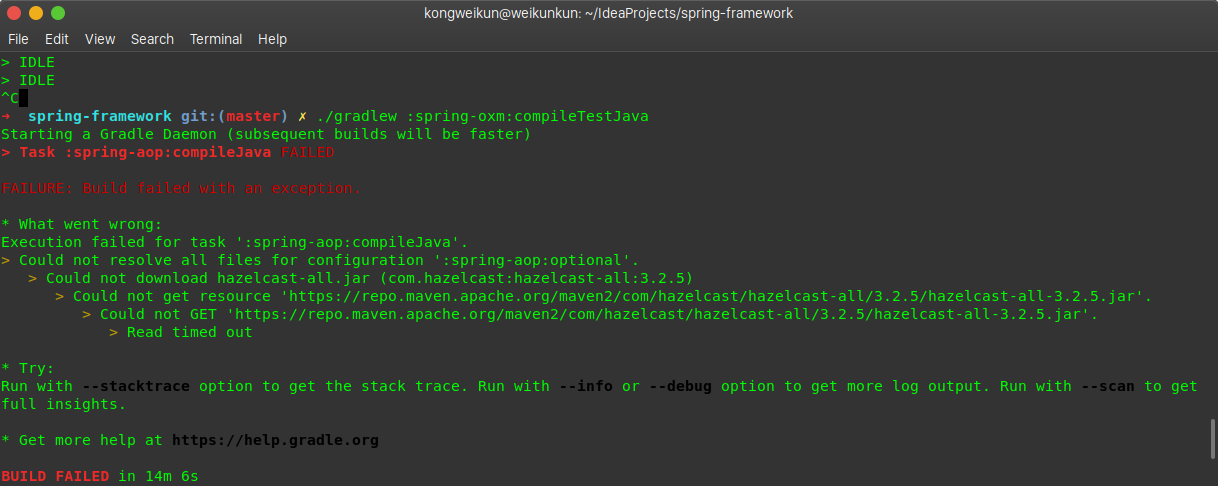 kongweikun@weikunkun: ~/IdeaProjects/spring-framework
File Edit View Search Terminal Help
> IDLE
> IDLE
^C
➜  spring-framework git:(master) ✗ ./gradlew :spring-oxm:compileTestJava
Starting a Gradle Daemon (subsequent builds will be faster)
> Task :spring-aop:compileJava FAILED

FAILURE: Build failed with an exception.

* What went wrong:
Execution failed for task ':spring-aop:compileJava'.
> Could not resolve all files for configuration ':spring-aop:optional'.
   > Could not download hazelcast-all.jar (com.hazelcast:hazelcast-all:3.2.5)
      > Could not get resource 'https://repo.maven.apache.org/maven2/com/hazelcast/hazelcast-all/3.2.5/hazelcast-all-3.2.5.jar'.
         > Could not GET 'https://repo.maven.apache.org/maven2/com/hazelcast/hazelcast-all/3.2.5/hazelcast-all-3.2.5.jar'.
            > Read timed out

* Try:
Run with --stacktrace option to get the stack trace. Run with --info or --debug option to get more log output. Run with --scan to get
full insights.

* Get more help at https://help.gradle.org

BUILD FAILED in 14m 6s